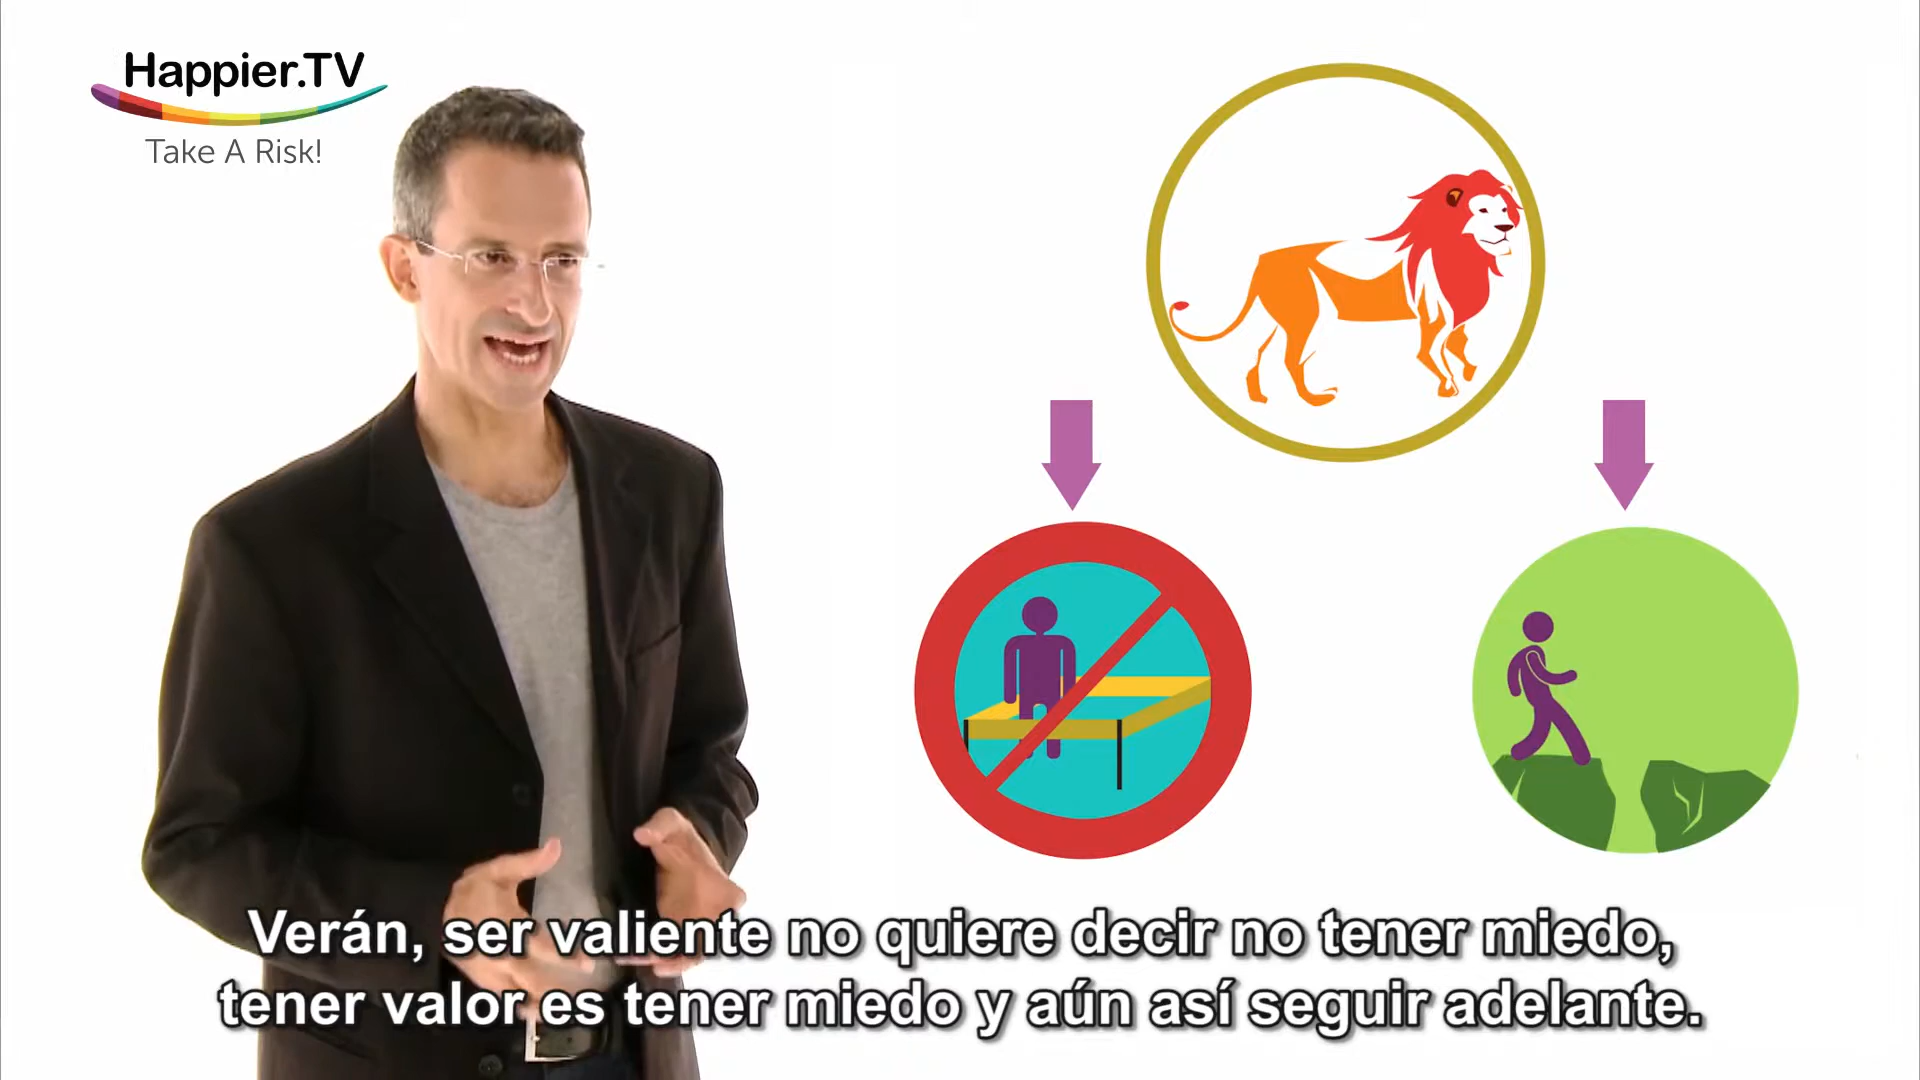 Happier.TV
Take A Risk!
Verán, ser valiente no quiere decir no tener miedo,
tener valor es tener miedo y aún así seguir adelante.